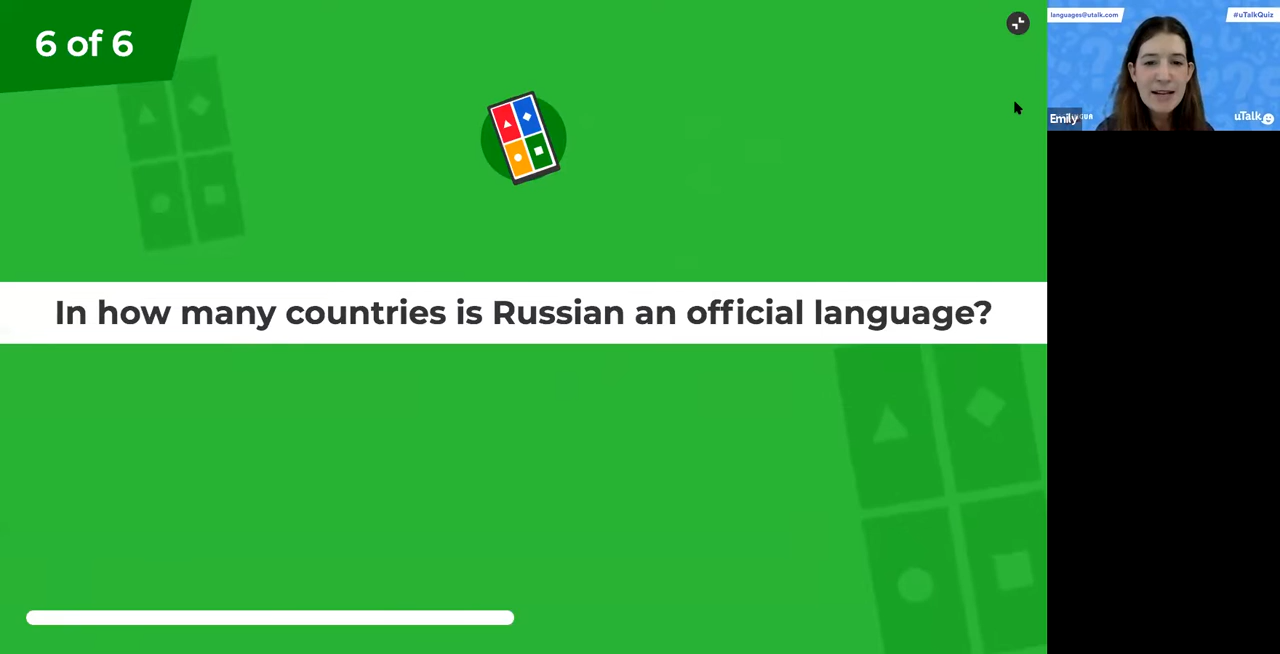 6 of 6
languages@utalk.com
#uTalkQuiz
Emily
uTalk
In how many countries is Russian an official language?